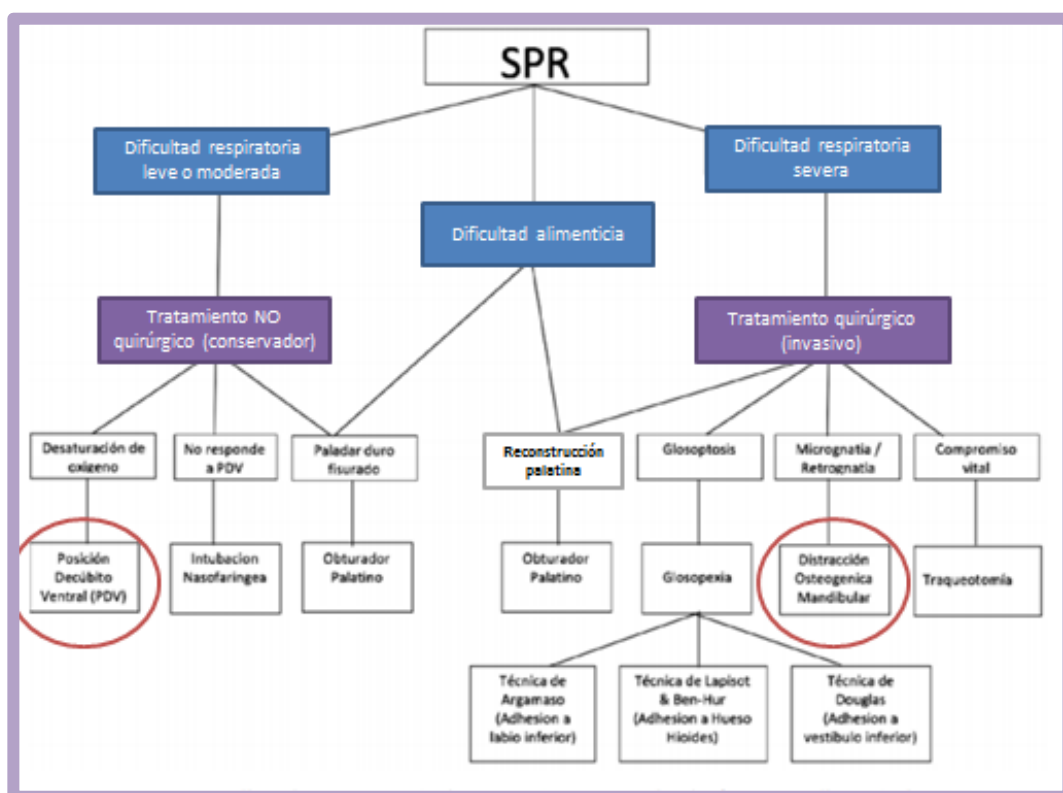 SPR
Dificultad respiratoria
leve o moderada
Dificultad respiratoria
severa
Dificultad alimenticia
Tratamiento NO
quirúrgico (conservador)
Tratamiento quirúrgico
(invasivo)
Desaturación de
oxigeno
No responde
a PDV
Paladar duro
fisurado
Reconstrucción
palatina
Glosoptosis
Micrognatia /
Retrognatia
Compromiso
vital
Posición
Decúbito
Ventral (PDV)
Intubacion
Nasofaringea
Obturador
Palatino
Obturador
Palatino
Glosopexia
Distracción
Osteogenica
Mandibular
Traqueotomía
Técnica de
Argamaso
(Adhesion a
labio inferior)
Técnica de Lapisot
& Ben-Hur
(Adhesion a Hueso
Hioides)
Técnica de
Douglas
(Adhesion a
vestíbulo inferior)